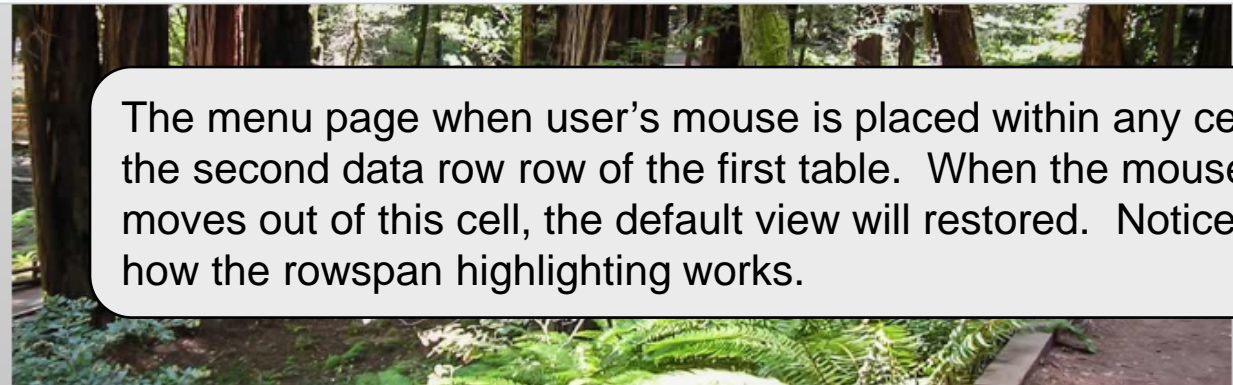 The menu page when user’s mouse is placed within any ce
the second data row row of the first table.  When the mouse
moves out of this cell, the default view will restored.  Notice
how the rowspan highlighting works.